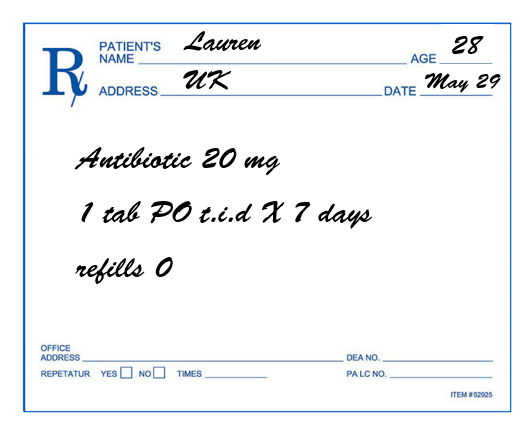 Rx PATIENT'S NAME Lauren AGE 28
ADDRESS UK DATE May 29
Antibiotic 20 mg
1 tab PO t.i.d X 7 days
refills 0
OFFICE ADDRESS DEA NO.
REPETATUR YES NO TIMES PA LC NO.
ITEM #52925